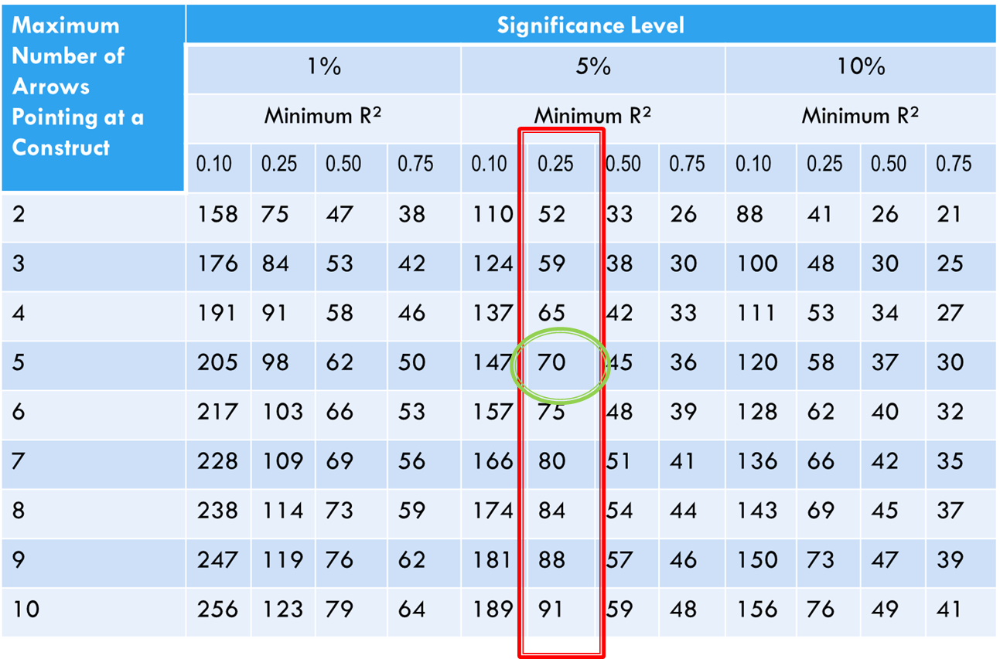 Maximum
Number of
Arrows
Pointing at a
Construct
Significance Level
1% 5% 10%
Minimum R² Minimum R² Minimum R²
0.10 0.25 0.50 0.75 0.10 0.25 0.50 0.75 0.10 0.25 0.50 0.75
2 158 75 47 38 110 52 33 26 88 41 26 21
3 176 84 53 42 124 59 38 30 100 48 30 25
4 191 91 58 46 137 65 42 33 111 53 34 27
5 205 98 62 50 147 70 45 36 120 58 37 30
6 217 103 66 53 157 75 48 39 128 62 40 32
7 228 109 69 56 166 80 51 41 136 66 42 35
8 238 114 73 59 174 84 54 44 143 69 45 37
9 247 119 76 62 181 88 57 46 150 73 47 39
10 256 123 79 64 189 91 59 48 156 76 49 41